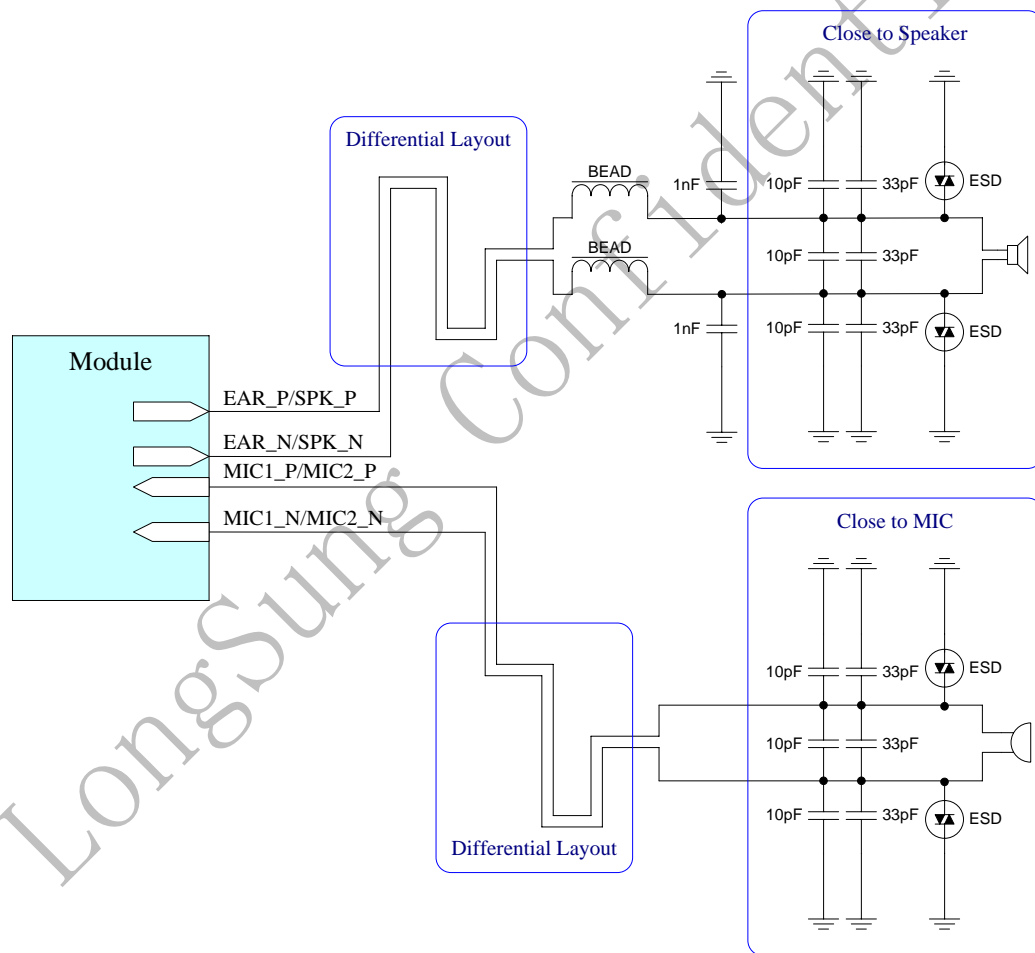 Close to Speaker
Differential Layout
BEAD
1nF
10pF
33pF
ESD
BEAD
10pF
33pF
1nF
10pF
33pF
ESD
Module
EAR_P/SPK_P
EAR_N/SPK_N
MIC1_P/MIC2_P
MIC1_N/MIC2_N
Close to MIC
10pF
33pF
ESD
10pF
33pF
10pF
33pF
ESD
Differential Layout
LongSung Confidenti